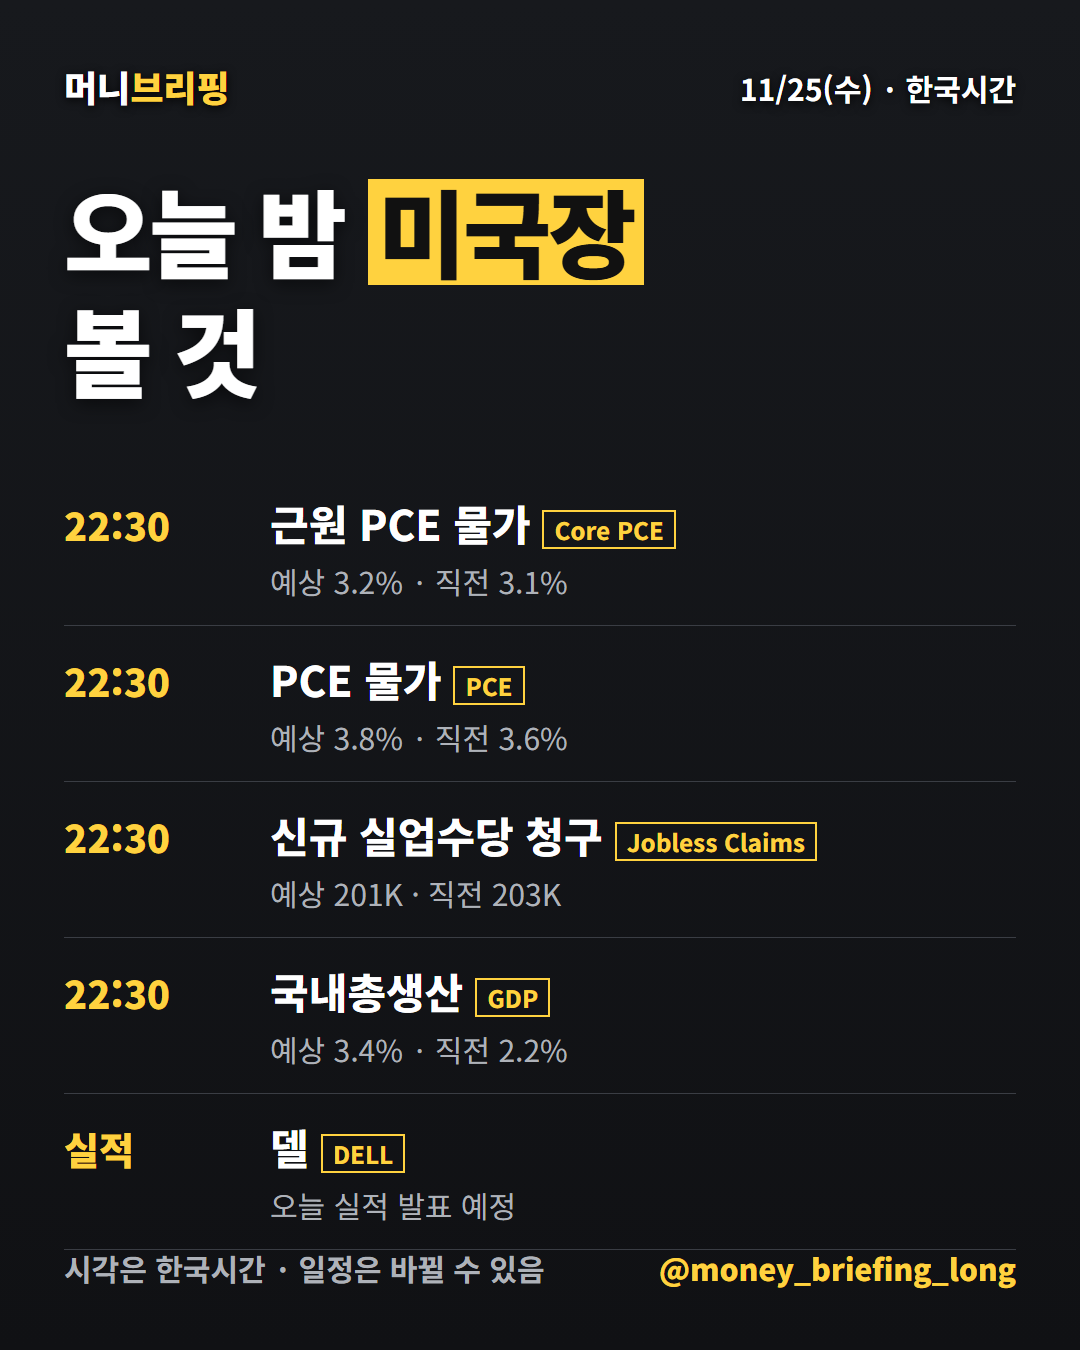 머니브리핑
11/25(수) · 한국시간
오늘 밤 미국장
볼 것
22:30 근원 PCE 물가 Core PCE
예상 3.2% · 직전 3.1%
22:30 PCE 물가 PCE
예상 3.8% · 직전 3.6%
22:30 신규 실업수당 청구 Jobless Claims
예상 201K · 직전 203K
22:30 국내총생산 GDP
예상 3.4% · 직전 2.2%
실적 델 DELL
오늘 실적 발표 예정
시각은 한국시간 · 일정은 바뀔 수 있음
@money_briefing_long